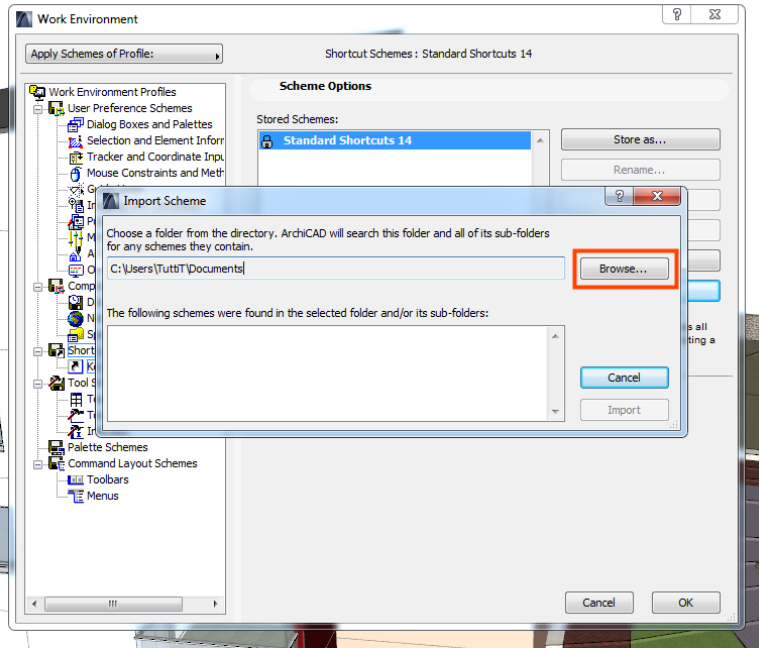 Work Environment
Apply Schemes of Profile:
Shortcut Schemes : Standard Shortcuts 14
Work Environment Profiles
User Preference Schemes
Dialog Boxes and Palettes
Selection and Element Inforr
Tracker and Coordinate Inpu
Mouse Constraints and Meth
Scheme Options
Stored Schemes:
Standard Shortcuts 14
Store as...
Rename...
Import Scheme
Choose a folder from the directory. ArchiCAD will search this folder and all of its sub-folders
for any schemes they contain.
C:\Users\TuttiT\Documents
Browse...
The following schemes were found in the selected folder and/or its sub-folders:
Cancel
Import
Comp
Short
Tool S
s all
ting a
Palette Schemes
Command Layout Schemes
Toolbars
Menus
Cancel
OK